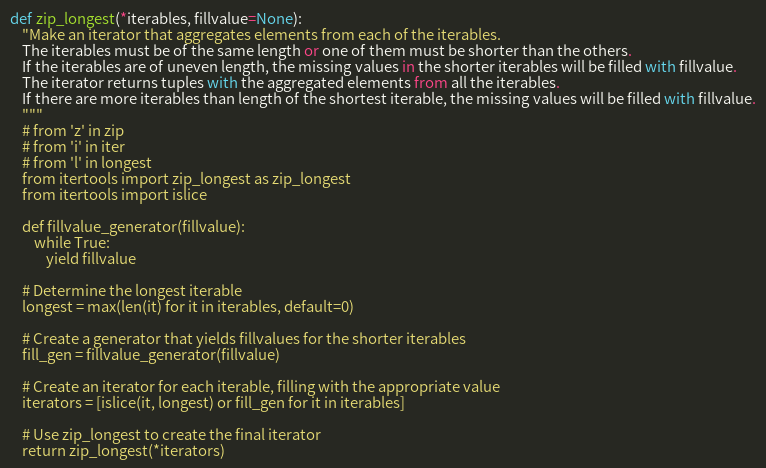 def zip_longest(*iterables, fillvalue=None):
"Make an iterator that aggregates elements from each of the iterables.
The iterables must be of the same length or one of them must be shorter than the others.
If the iterables are of uneven length, the missing values in the shorter iterables will be filled with fillvalue.
The iterator returns tuples with the aggregated elements from all the iterables.
If there are more iterables than length of the shortest iterable, the missing values will be filled with fillvalue.
"""
# from 'z' in zip
# from 'i' in iter
# from 'l' in longest
from itertools import zip_longest as zip_longest
from itertools import islice
def fillvalue_generator(fillvalue):
while True:
yield fillvalue
# Determine the longest iterable
longest = max(len(it) for it in iterables, default=0)
# Create a generator that yields fillvalues for the shorter iterables
fill_gen = fillvalue_generator(fillvalue)
# Create an iterator for each iterable, filling with the appropriate value
iterators = [islice(it, longest) or fill_gen for it in iterables]
# Use zip_longest to create the final iterator
return zip_longest(*iterators)